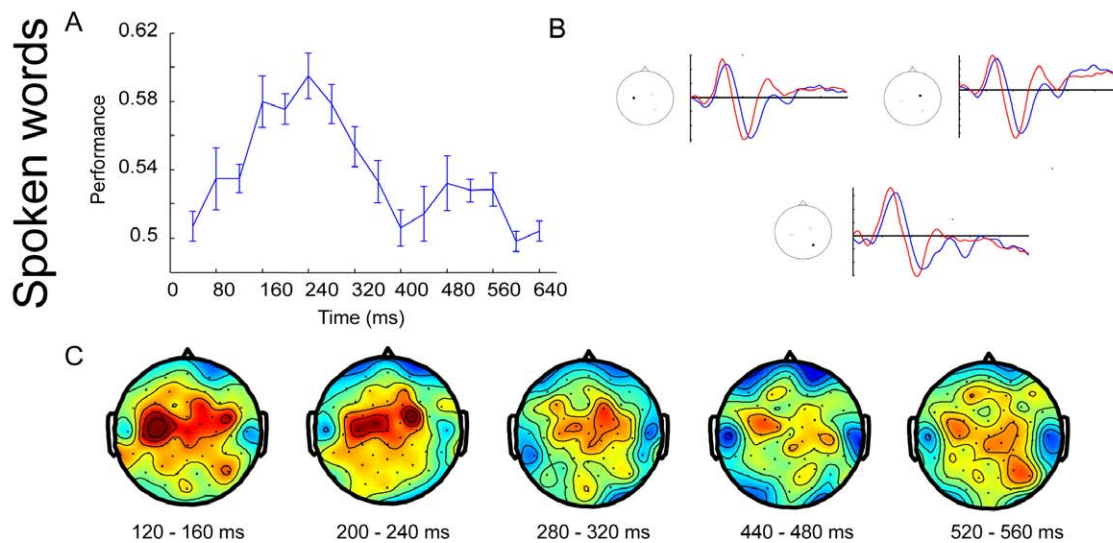 Spoken words
A
0.62
0.58
0.54
0.5
Performance
0 80 160 240 320 400 480 560 640
Time (ms)
B
C
120 - 160 ms
200 - 240 ms
280 - 320 ms
440 - 480 ms
520 - 560 ms